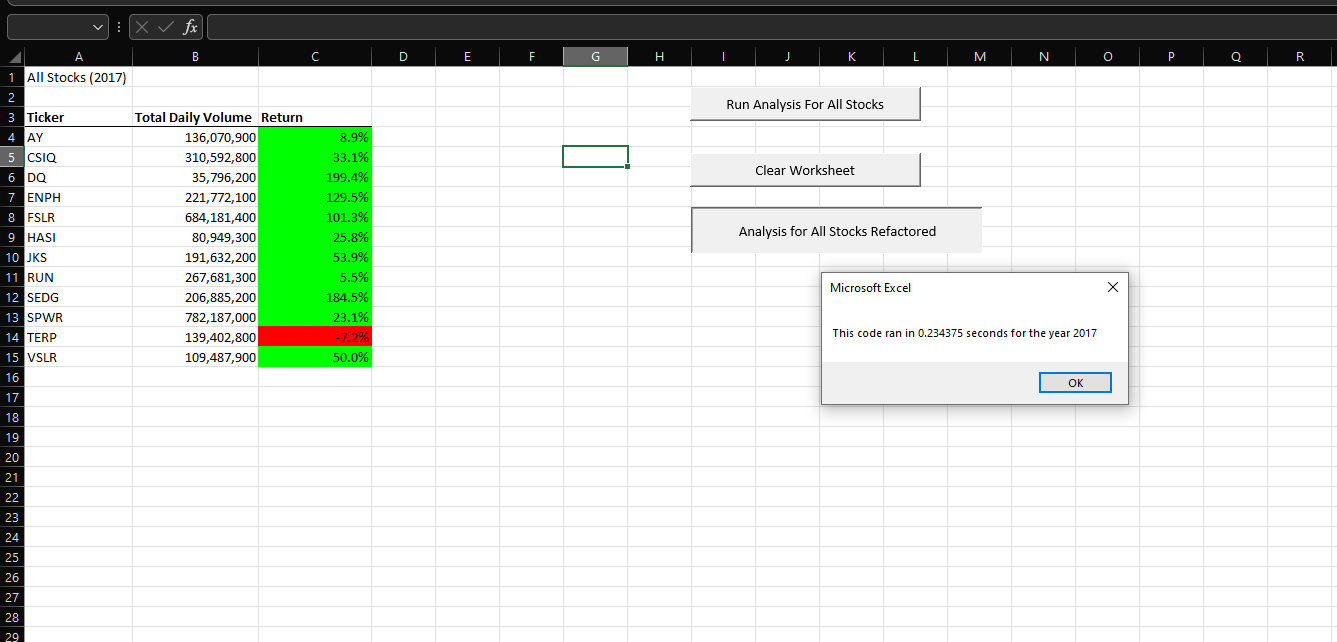 fx
A B C D E F G H I J K L M N O P Q R
1 All Stocks (2017)
2
3 Ticker Total Daily Volume Return
4 AY 136,070,900 8.9%
5 CSIQ 310,592,800 33.1%
6 DQ 35,796,200 199.4%
7 ENPH 221,772,100 129.5%
8 FSLR 684,181,400 101.3%
9 HASI 80,949,300 25.8%
10 JKS 191,632,200 53.9%
11 RUN 267,681,300 5.5%
12 SEDG 206,885,200 184.5%
13 SPWR 782,187,000 23.1%
14 TERP 139,402,800 -7.2%
15 VSLR 109,487,900 50.0%
16
17
18
19
20
21
22
23
24
25
26
27
28
29
Run Analysis For All Stocks
Clear Worksheet
Analysis for All Stocks Refactored
Microsoft Excel
This code ran in 0.234375 seconds for the year 2017
OK